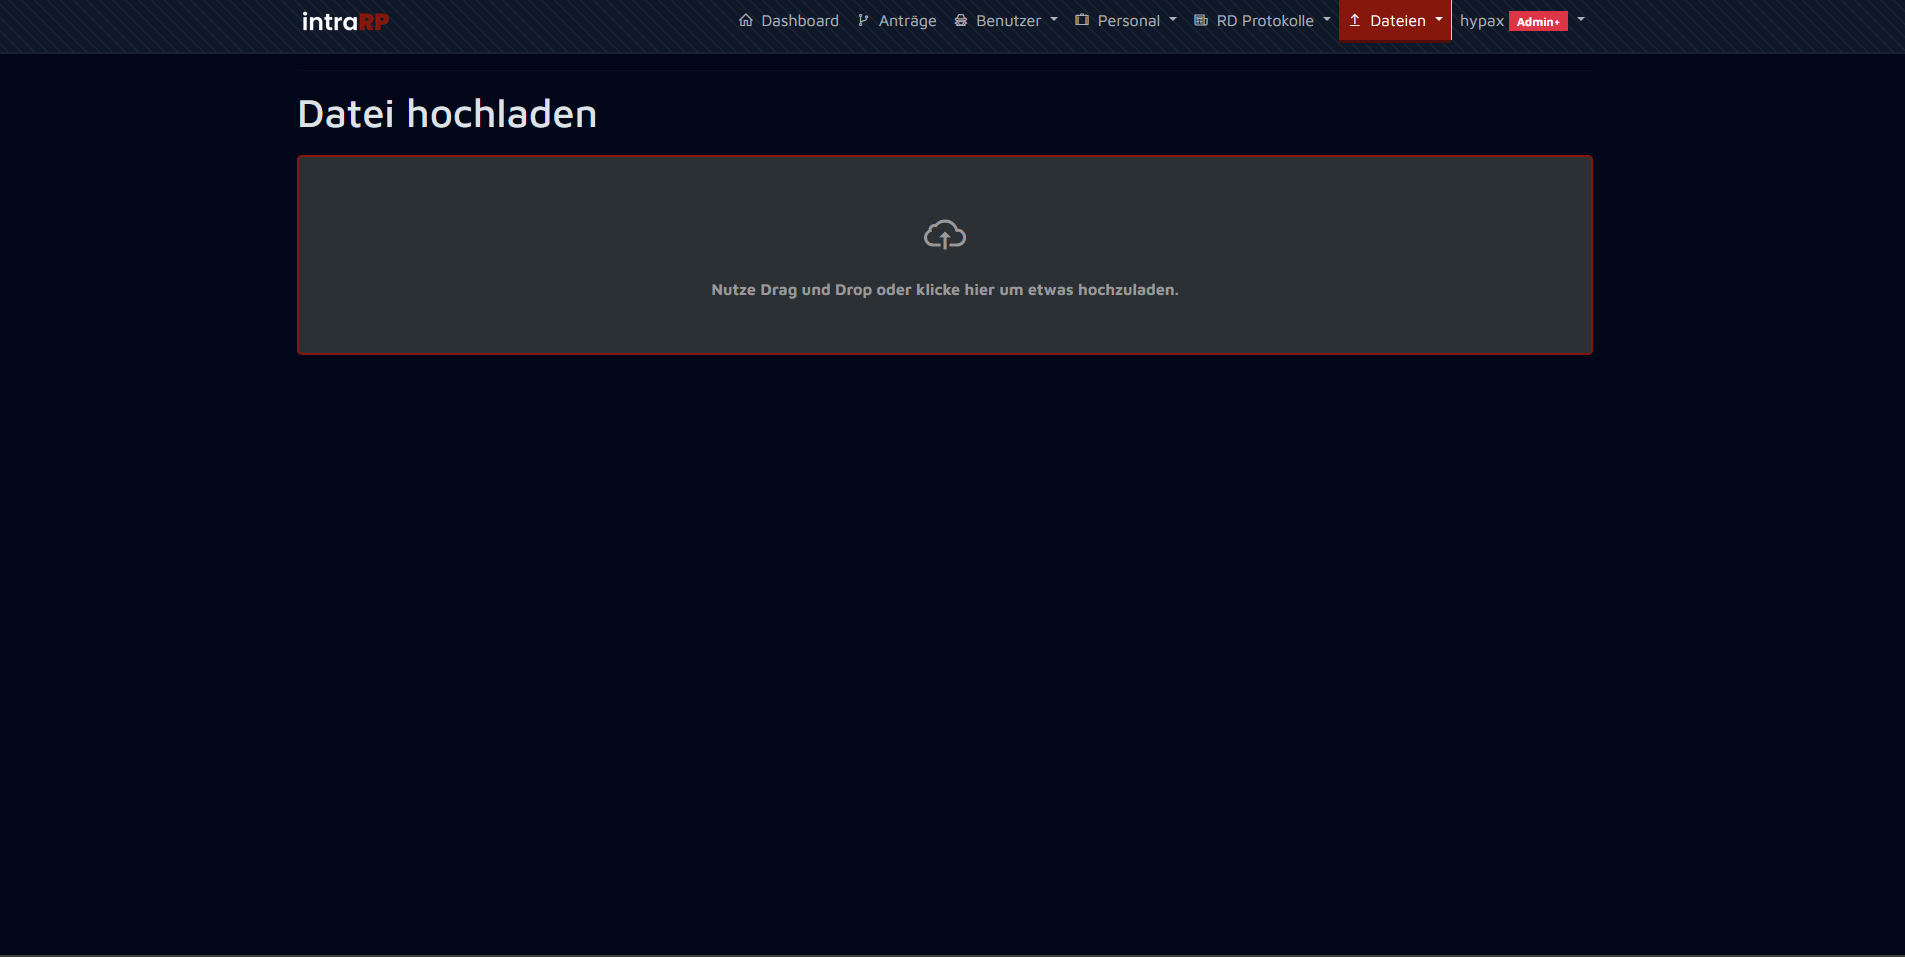 intraRP Dashboard Anträge Benutzer Personal RD Protokolle Dateien hypax Admin+
Datei hochladen
Nutze Drag und Drop oder klicke hier um etwas hochzuladen.